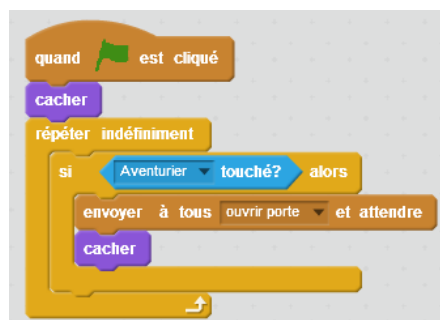 quand est cliqué
cacher
répéter indéfiniment
si Aventurier touché? alors
envoyer à tous ouvrir porte et attendre
cacher